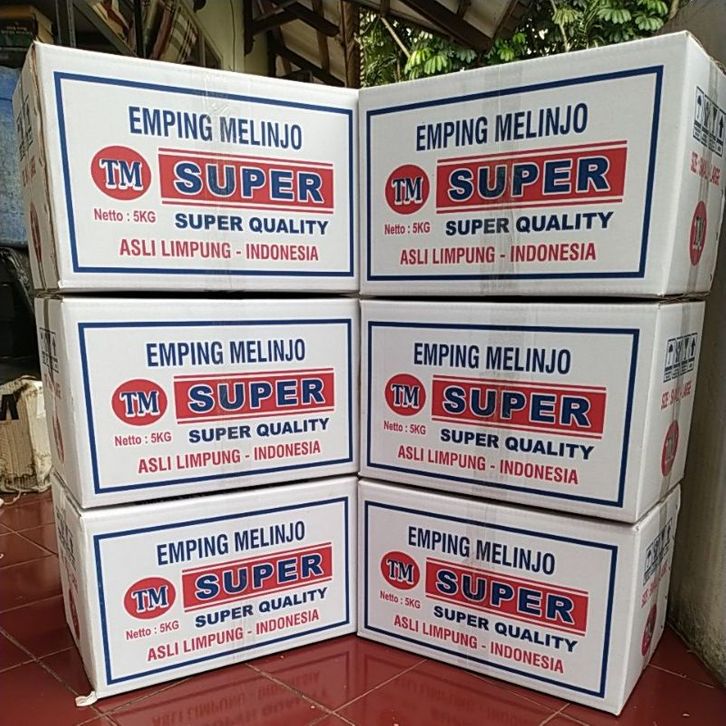 EMPING MELINJO
TM SUPER
Netto : 5KG SUPER QUALITY
ASLI LIMPUNG - INDONESIA
EMPING MELINJO
TM SUPER
Netto : 5KG SUPER QUALITY
ASLI LIMPUNG - INDONESIA
EMPING MELINJO
TM SUPER
Netto : 5KG SUPER QUALITY
ASLI LIMPUNG - INDONESIA
EMPING MELINJO
TM SUPER
Netto : 5KG SUPER QUALITY
ASLI LIMPUNG - INDONESIA
EMPING MELINJO
TM SUPER
Netto : 5KG SUPER QUALITY
ASLI LIMPUNG - INDONESIA
EMPING MELINJO
TM SUPER
Netto : 5KG SUPER QUALITY
ASLI LIMPUNG - INDONESIA